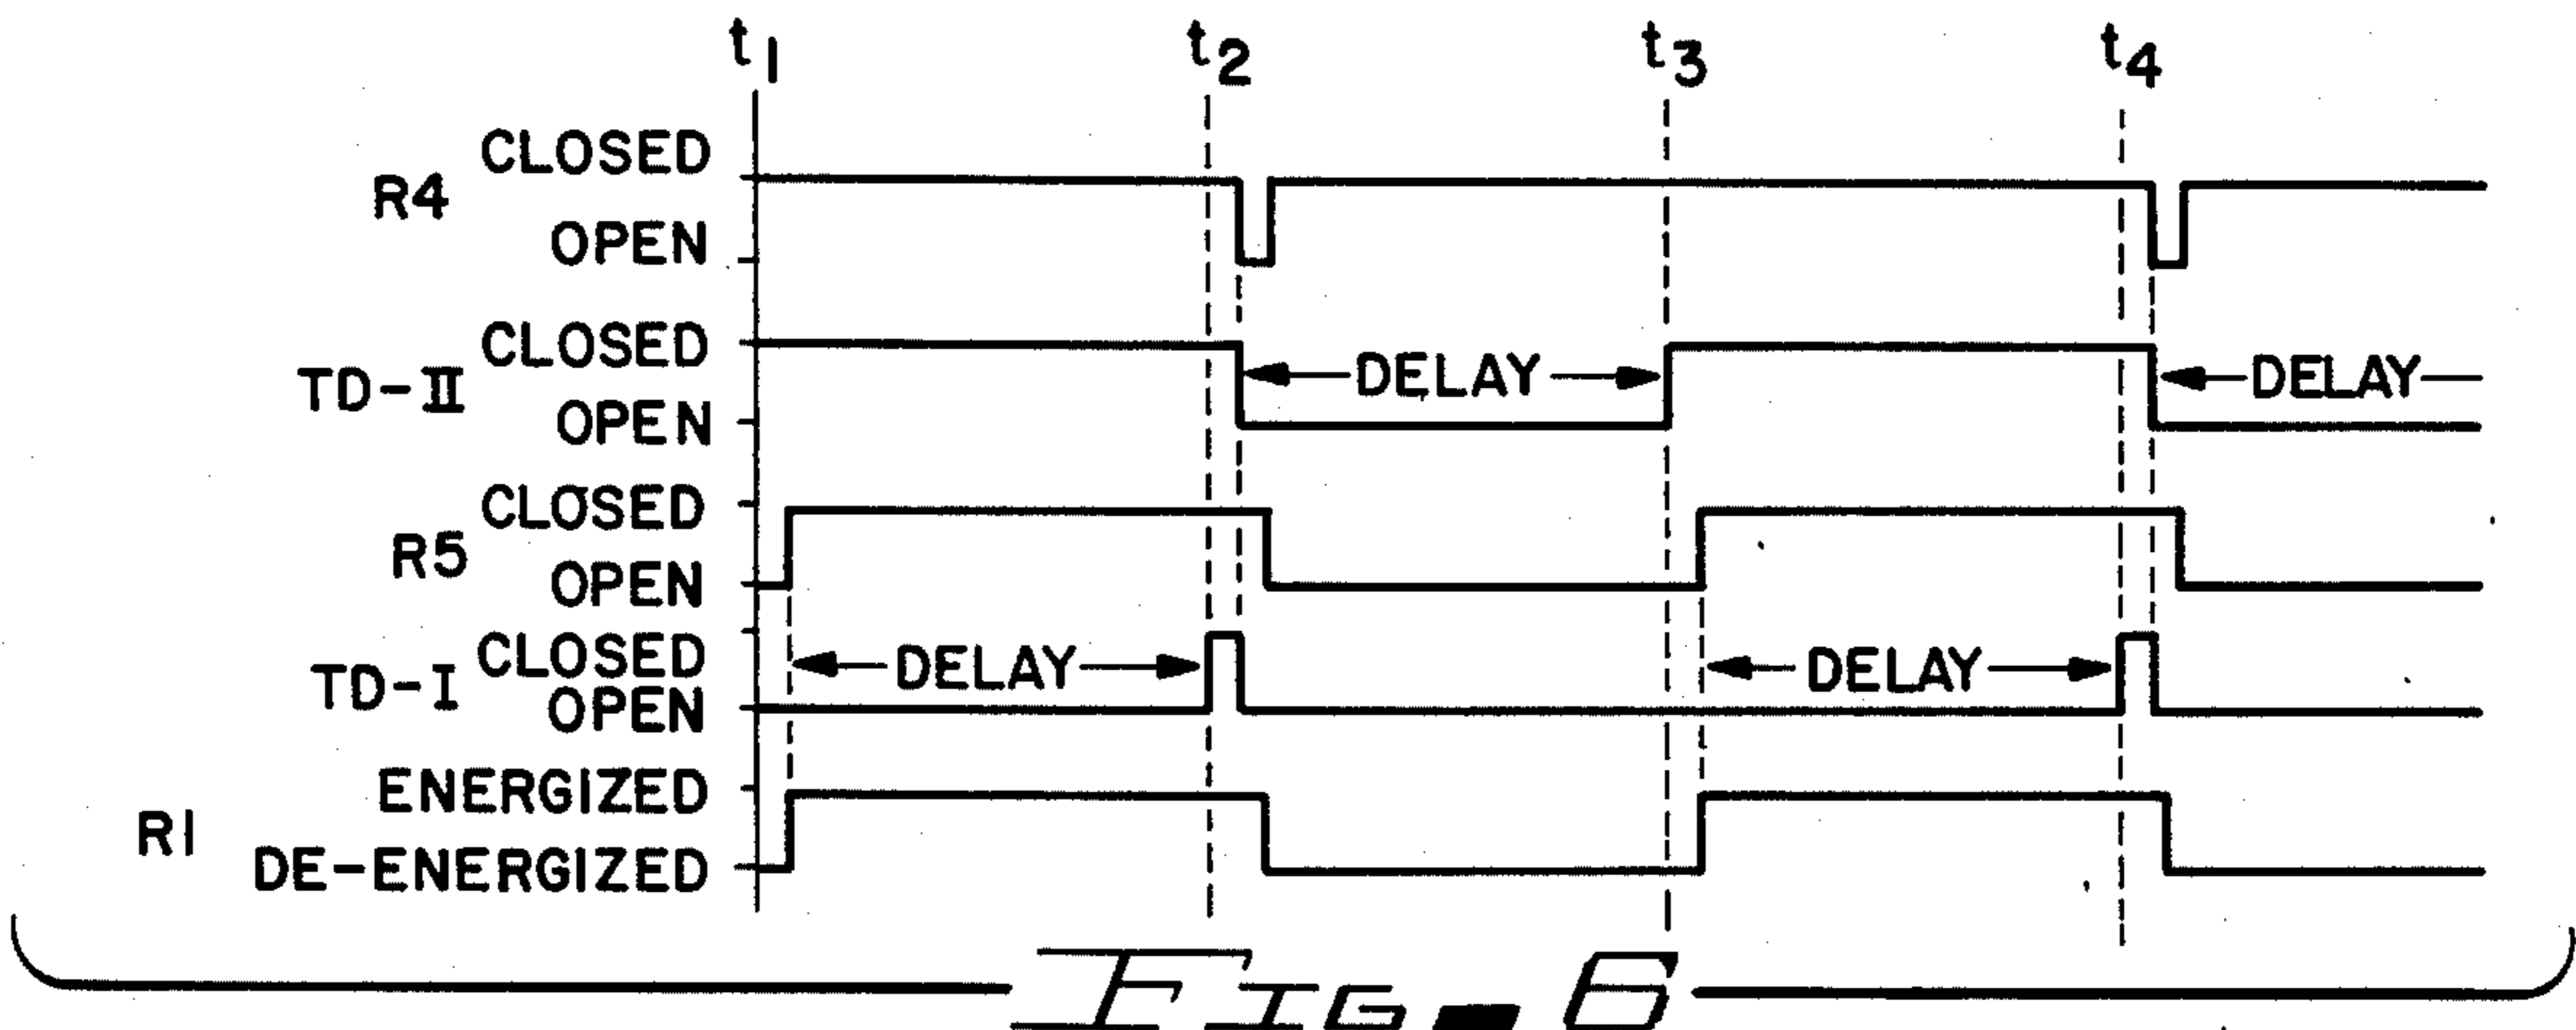 t1 t2 t3 t4
CLOSED
R4
OPEN
CLOSED
TD-II
OPEN
DELAY
DELAY
CLOSED
R5
OPEN
CLOSED
TD-I
OPEN
DELAY
DELAY
ENERGIZED
R1
DE-ENERGIZED
FIG. 6